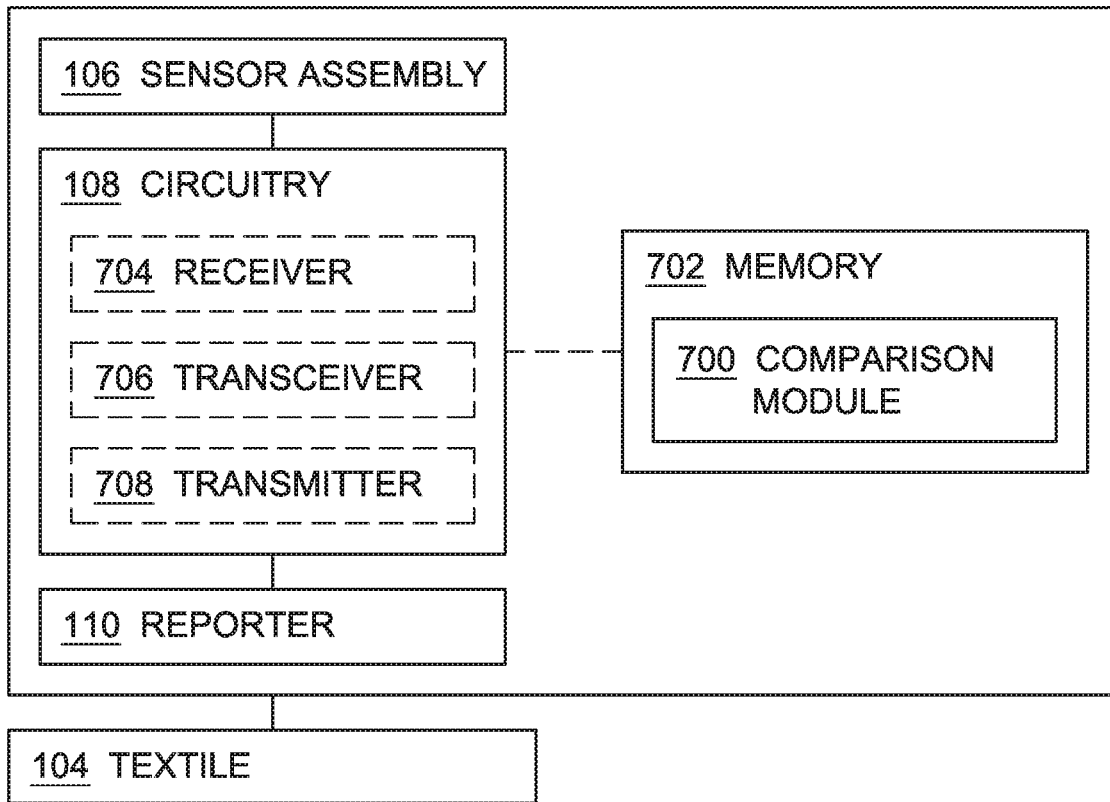 106 SENSOR ASSEMBLY
108 CIRCUITRY
704 RECEIVER
706 TRANSCEIVER
708 TRANSMITTER
702 MEMORY
700 COMPARISON
MODULE
110 REPORTER
104 TEXTILE